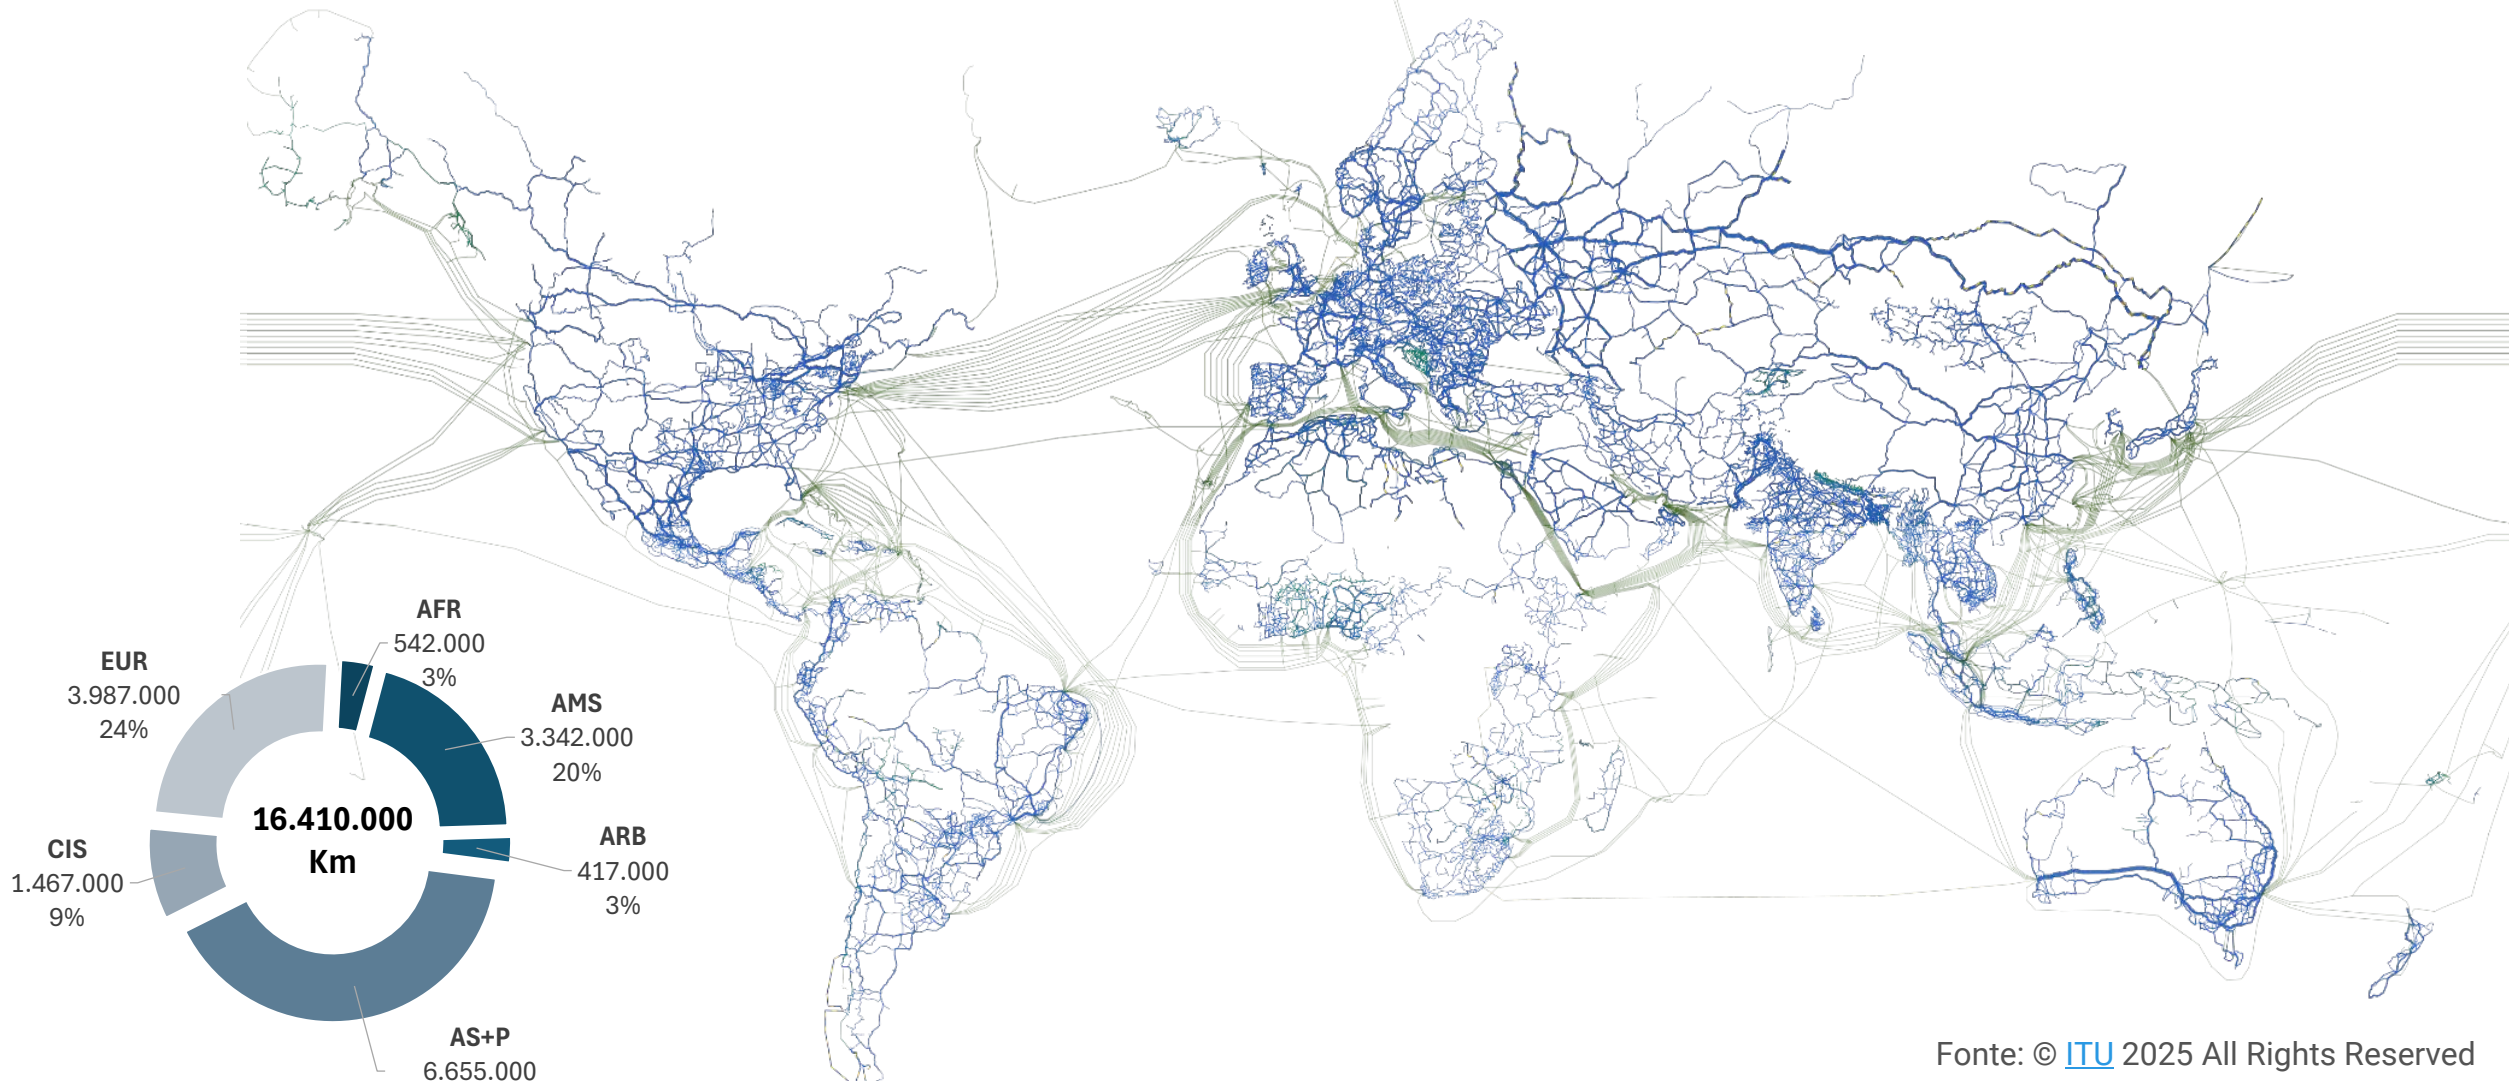 AFR
542.000
3%
EUR
3.987.000
24%
AMS
3.342.000
20%
16.410.000
Km
ARB
417.000
3%
CIS
1.467.000
9%
AS+P
6.655.000
Fonte: © ITU 2025 All Rights Reserved